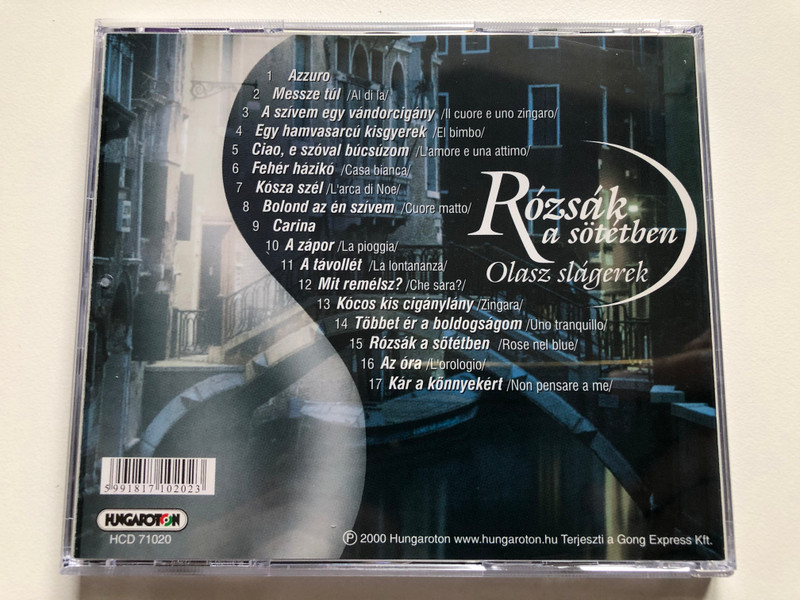 1 Azzuro
2 Messze túl /Al di la/
3 A szívem egy vándorcigány /Il cuore e uno zingaro/
4 Egy hamvasarcú kisgyerek /El bimbo/
5 Ciao, e szóval búcsúzom /L'amore e una attimo/
6 Fehér házikó /Casa bianca/
7 Kósza szél /L'arca di Noe/
8 Bolond az én szívem /Cuore matto/
9 Carina
10 A zápor /La pioggia/
11 A távollét /La lontananza/
12 Mit remélsz? /Che sara?/
13 Kócos kis cigánylány /Zingara/
14 Többet ér a boldogságom /Uno tranquillo/
15 Rózsák a sötétben /Rose nel blue/
16 Az óra /L'orologio/
17 Kár a könnyekért /Non pensare a me/
Rózsák
a sötétben
Olasz slágerek
5991817102023
HUNGAROTON
HCD 71020
℗ 2000 Hungaroton www.hungaroton.hu Terjeszti a Gong Express Kft.